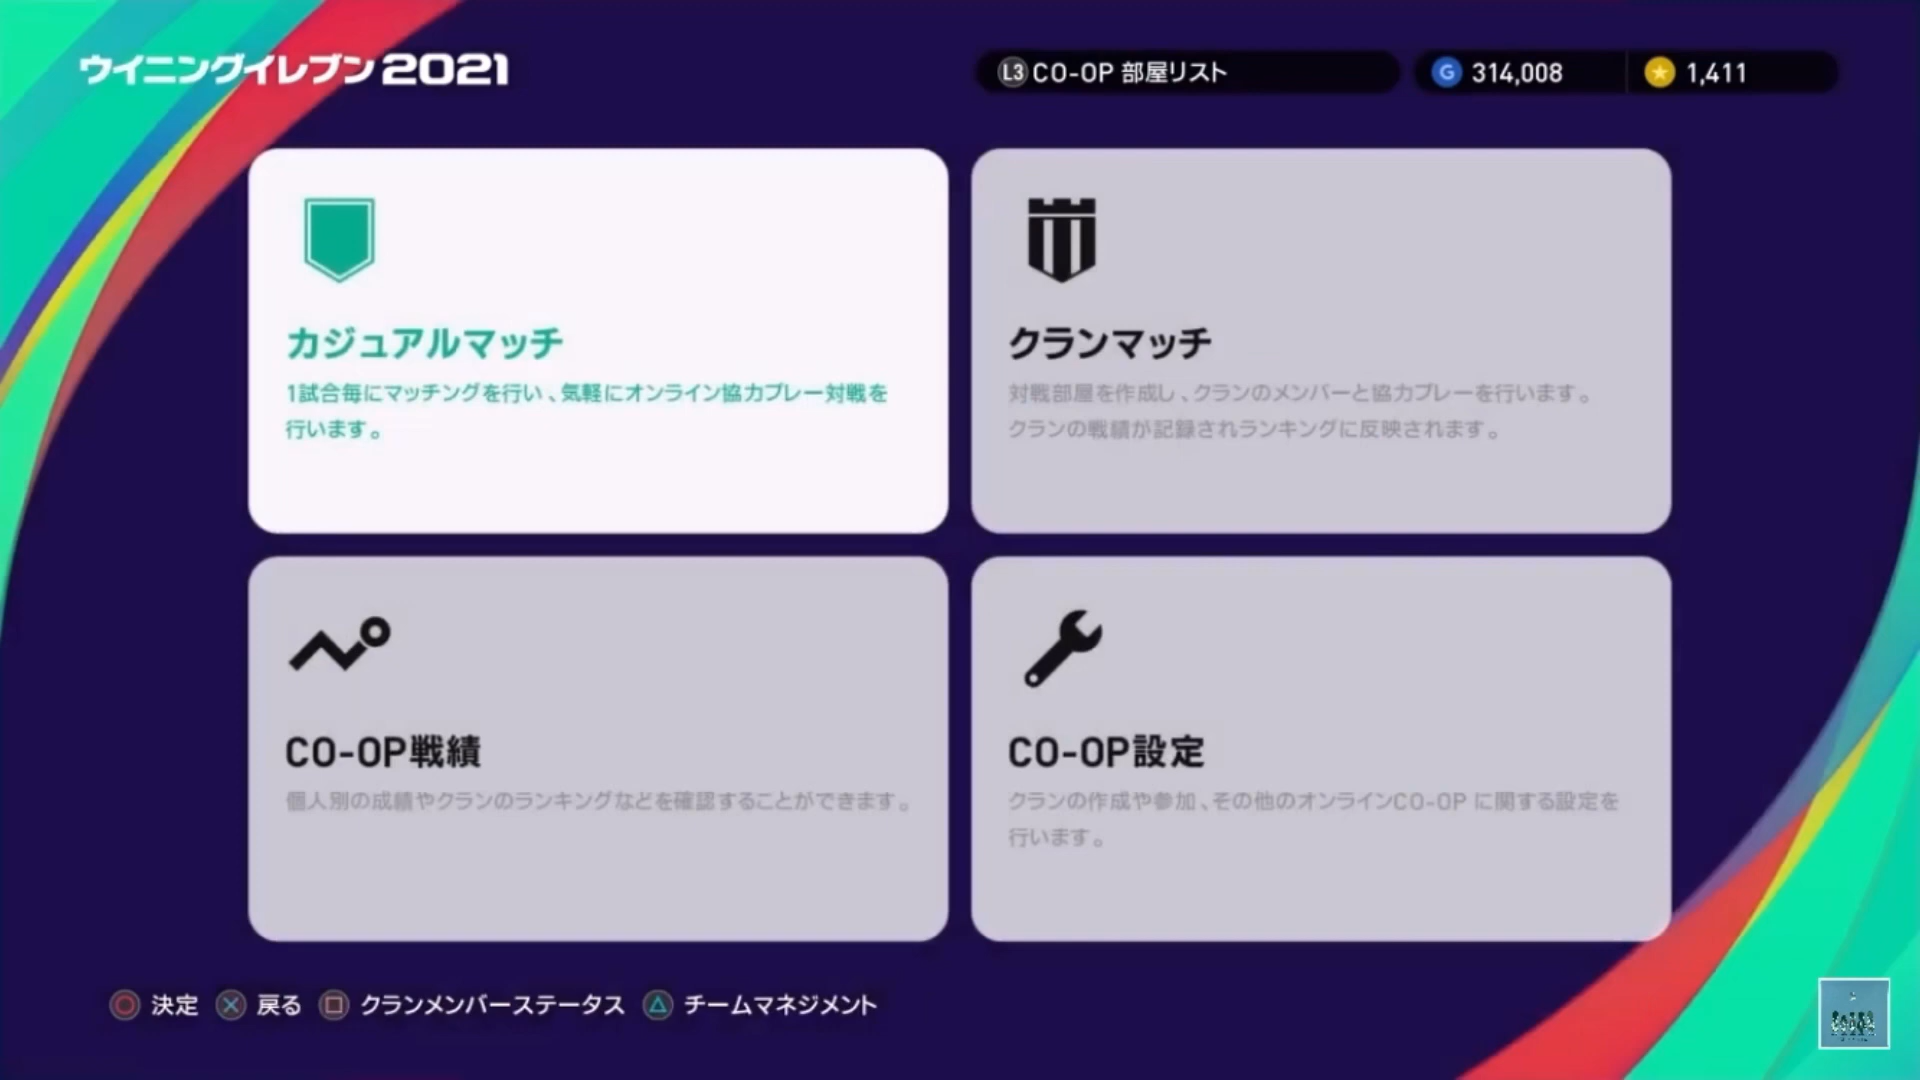 ウイニングイレブン2021
L3 CO-OP 部屋リスト
G 314,008
1,411
カジュアルマッチ
1試合毎にマッチングを行い、気軽にオンライン協力プレー対戦を
行います。
クランマッチ
対戦部屋を作成し、クランのメンバーと協力プレーを行います。
クランの戦績が記録されランキングに反映されます。
CO-OP戦績
個人別の成績やクランのランキングなどを確認することができます。
CO-OP設定
クランの作成や参加、その他のオンラインCO-OP に関する設定を
行います。
決定 戻る クランメンバーステータス チームマネジメント